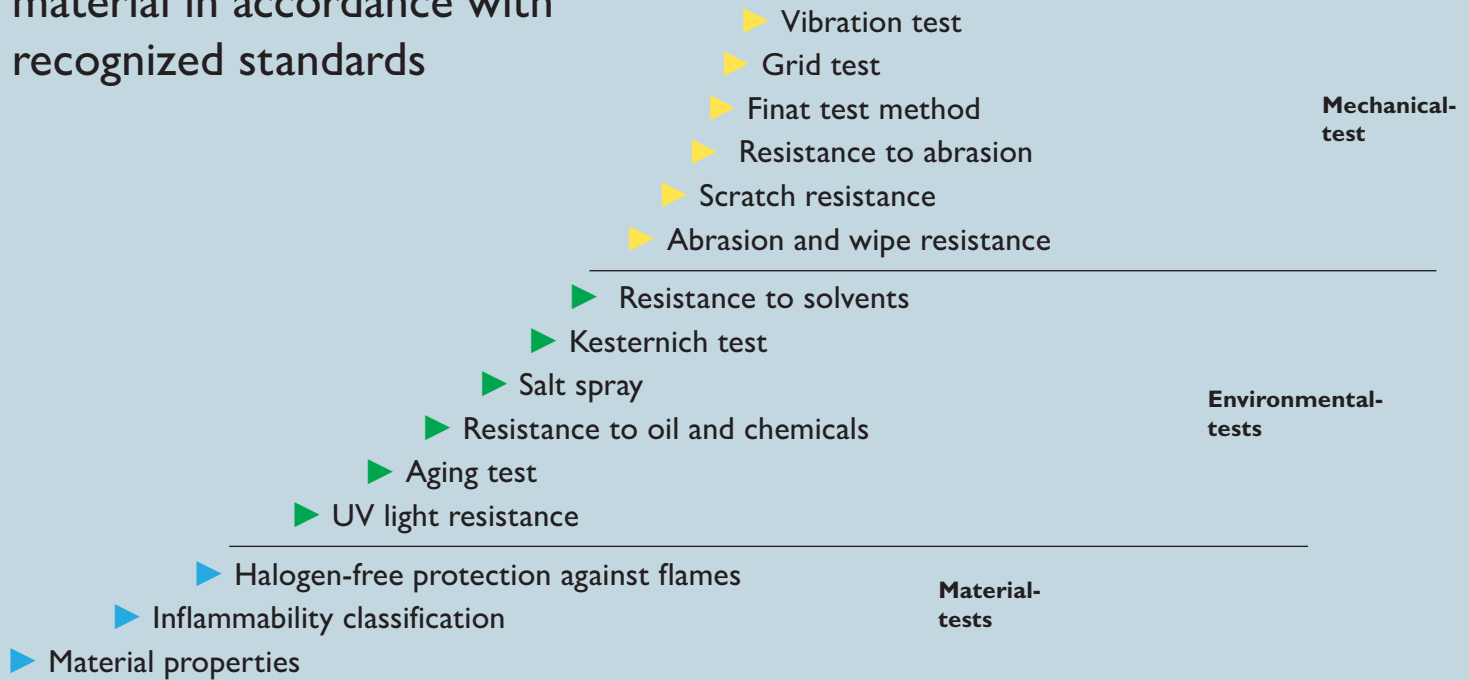 material in accordance with
recognized standards
Vibration test
Grid test
Finat test method
Resistance to abrasion
Scratch resistance
Abrasion and wipe resistance
Mechanical-
test
Resistance to solvents
Kesternich test
Salt spray
Resistance to oil and chemicals
Aging test
UV light resistance
Environmental-
tests
Halogen-free protection against flames
Inflammability classification
Material properties
Material-
tests